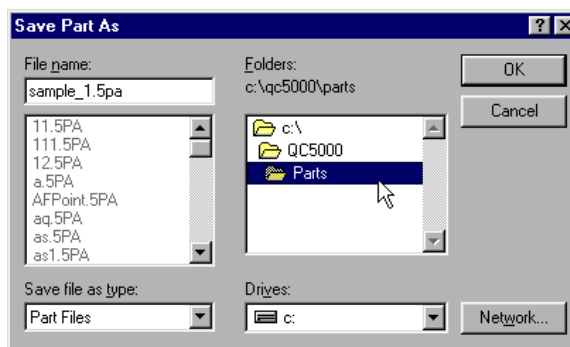 Save Part As
File name:
sample_1.5pa
11.5PA
111.5PA
12.5PA
a.5PA
AFPoint.5PA
aq.5PA
as.5PA
as1.5PA
Save file as type:
Part Files
Folders:
c:\qc5000\parts
c:\
QC5000
Parts
Drives:
c:
OK
Cancel
Network...